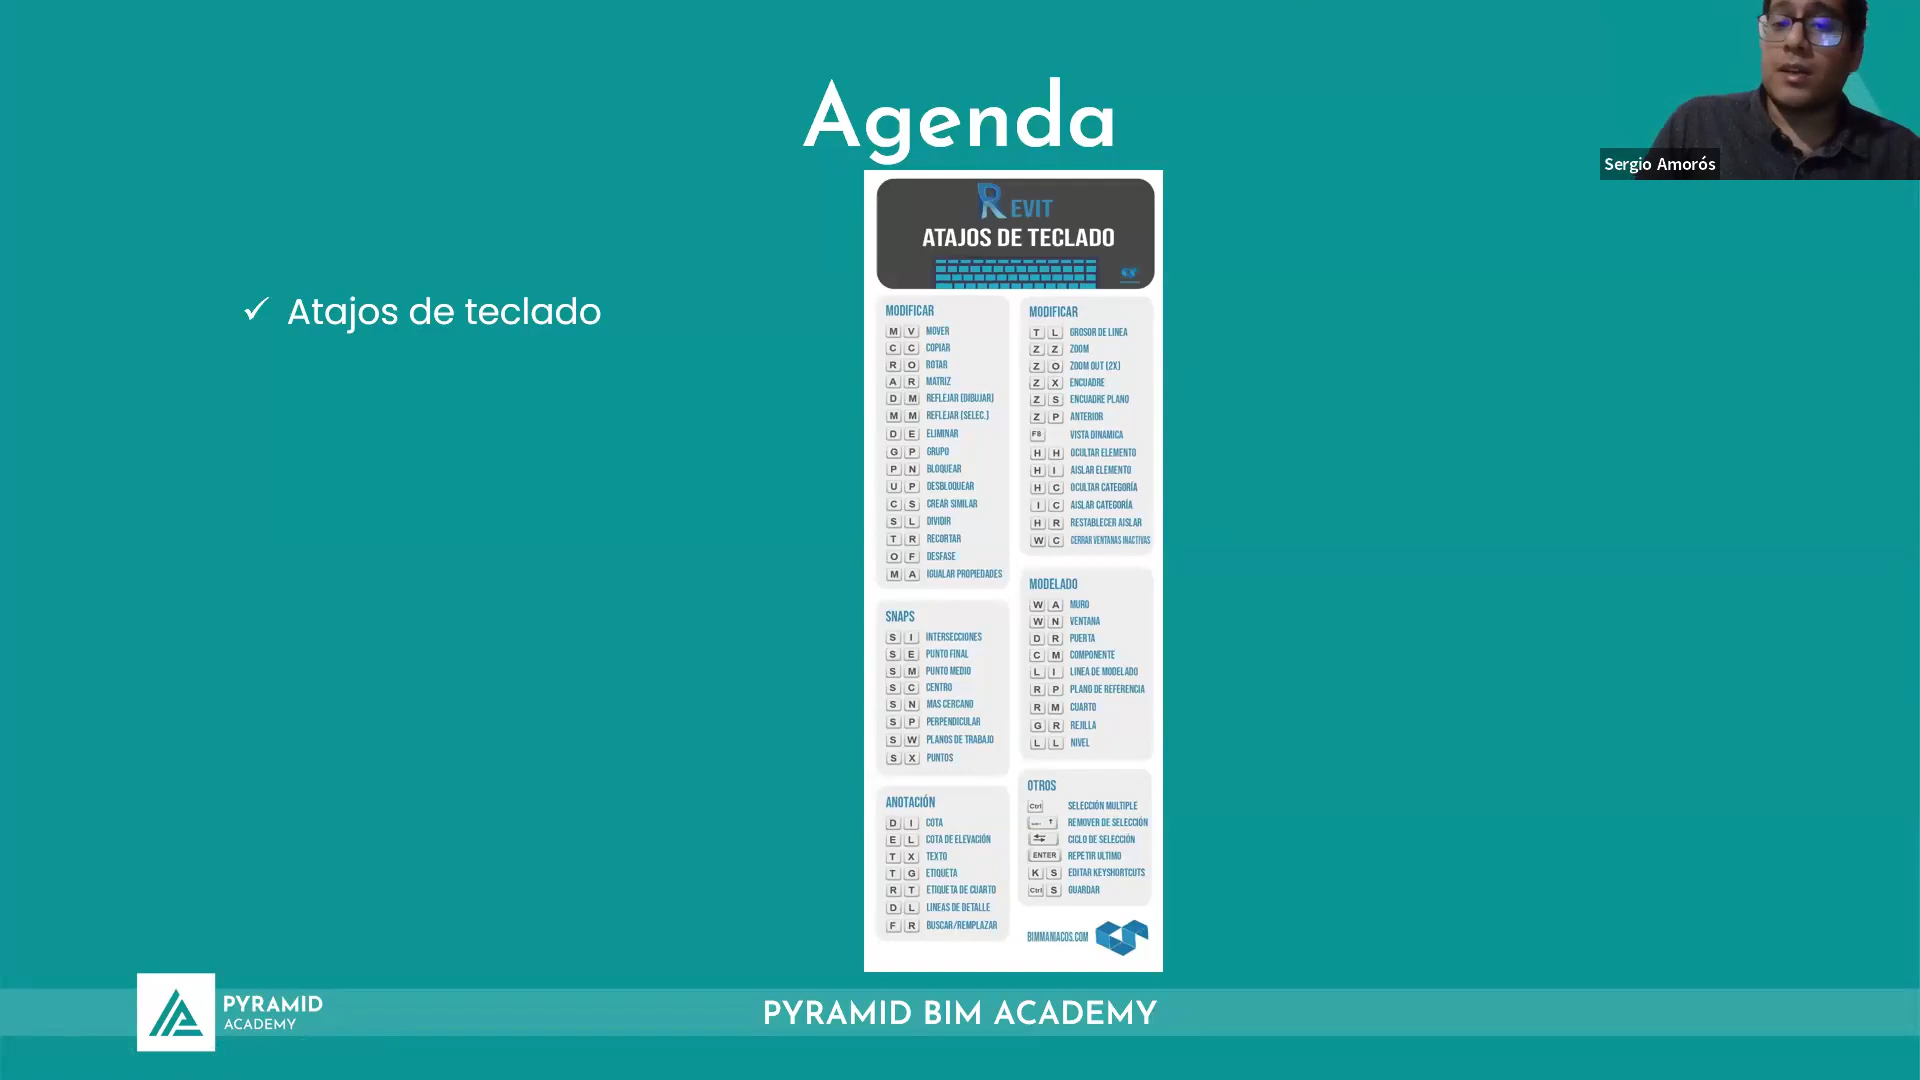 Agenda
Sergio Amorós
REVIT
ATAJOS DE TECLADO
✓ Atajos de teclado
MODIFICAR
M V MOVER
C C COPIAR
R O ROTAR
A R MATRIZ
D M REFLEJAR (DIBUJAR)
M M REFLEJAR (SELEC.)
D E ELIMINAR
G P GRUPO
P N BLOQUEAR
U P DESBLOQUEAR
C S CREAR SIMILAR
S L DIVIDIR
T R RECORTAR
O F DESFASE
M A IGUALAR PROPIEDADES
SNAPS
S I INTERSECCIONES
S E PUNTO FINAL
S M PUNTO MEDIO
S C CENTRO
S N MAS CERCANO
S P PERPENDICULAR
S W PLANOS DE TRABAJO
S X PUNTOS
ANOTACIÓN
D I COTA
E L COTA DE ELEVACIÓN
T X TEXTO
T G ETIQUETA
R T ETIQUETA DE CUARTO
D L LINEAS DE DETALLE
F R BUSCAR/REMPLAZAR
MODIFICAR
T L GROSOR DE LINEA
Z Z ZOOM
Z O ZOOM OUT (2X)
Z X ENCUADRE
Z S ENCUADRE PLANO
Z P ANTERIOR
F8 VISTA DINAMICA
H H OCULTAR ELEMENTO
H I AISLAR ELEMENTO
H C OCULTAR CATEGORÍA
I C AISLAR CATEGORÍA
H R RESTABLECER AISLAR
W C CERRAR VENTANAS INACTIVAS
MODELADO
W A MURO
W N VENTANA
D R PUERTA
C M COMPONENTE
L I LINEA DE MODELADO
R P PLANO DE REFERENCIA
R M CUARTO
G R REJILLA
L L NIVEL
OTROS
Ctrl SELECCIÓN MULTIPLE
↑ REMOVER DE SELECCIÓN
⇆ CICLO DE SELECCIÓN
ENTER REPETIR ULTIMO
K S EDITAR KEYSHORTCUTS
Ctrl S GUARDAR
BIMMANIACOS.COM
PYRAMID
ACADEMY
PYRAMID BIM ACADEMY